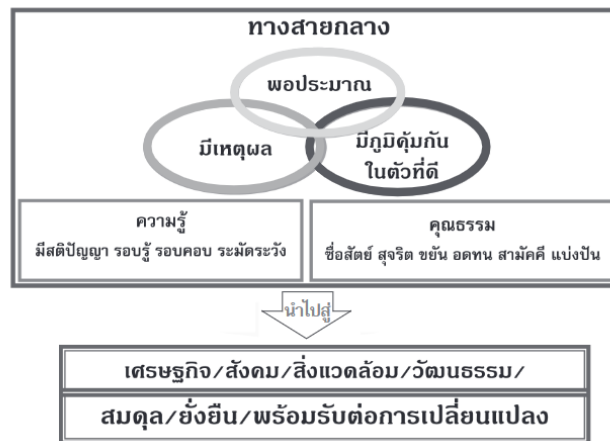 ทางสายกลาง
พอประมาณ
มีเหตุผล
มีภูมิคุ้มกัน
ในตัวที่ดี
ความรู้
มีสติปัญญา รอบรู้ รอบคอบ ระมัดระวัง
คุณธรรม
ซื่อสัตย์ สุจริต ขยัน อดทน สามัคคี แบ่งปัน
นำไปสู่
เศรษฐกิจ/สังคม/สิ่งแวดล้อม/วัฒนธรรม/
สมดุล/ยั่งยืน/พร้อมรับต่อการเปลี่ยนแปลง